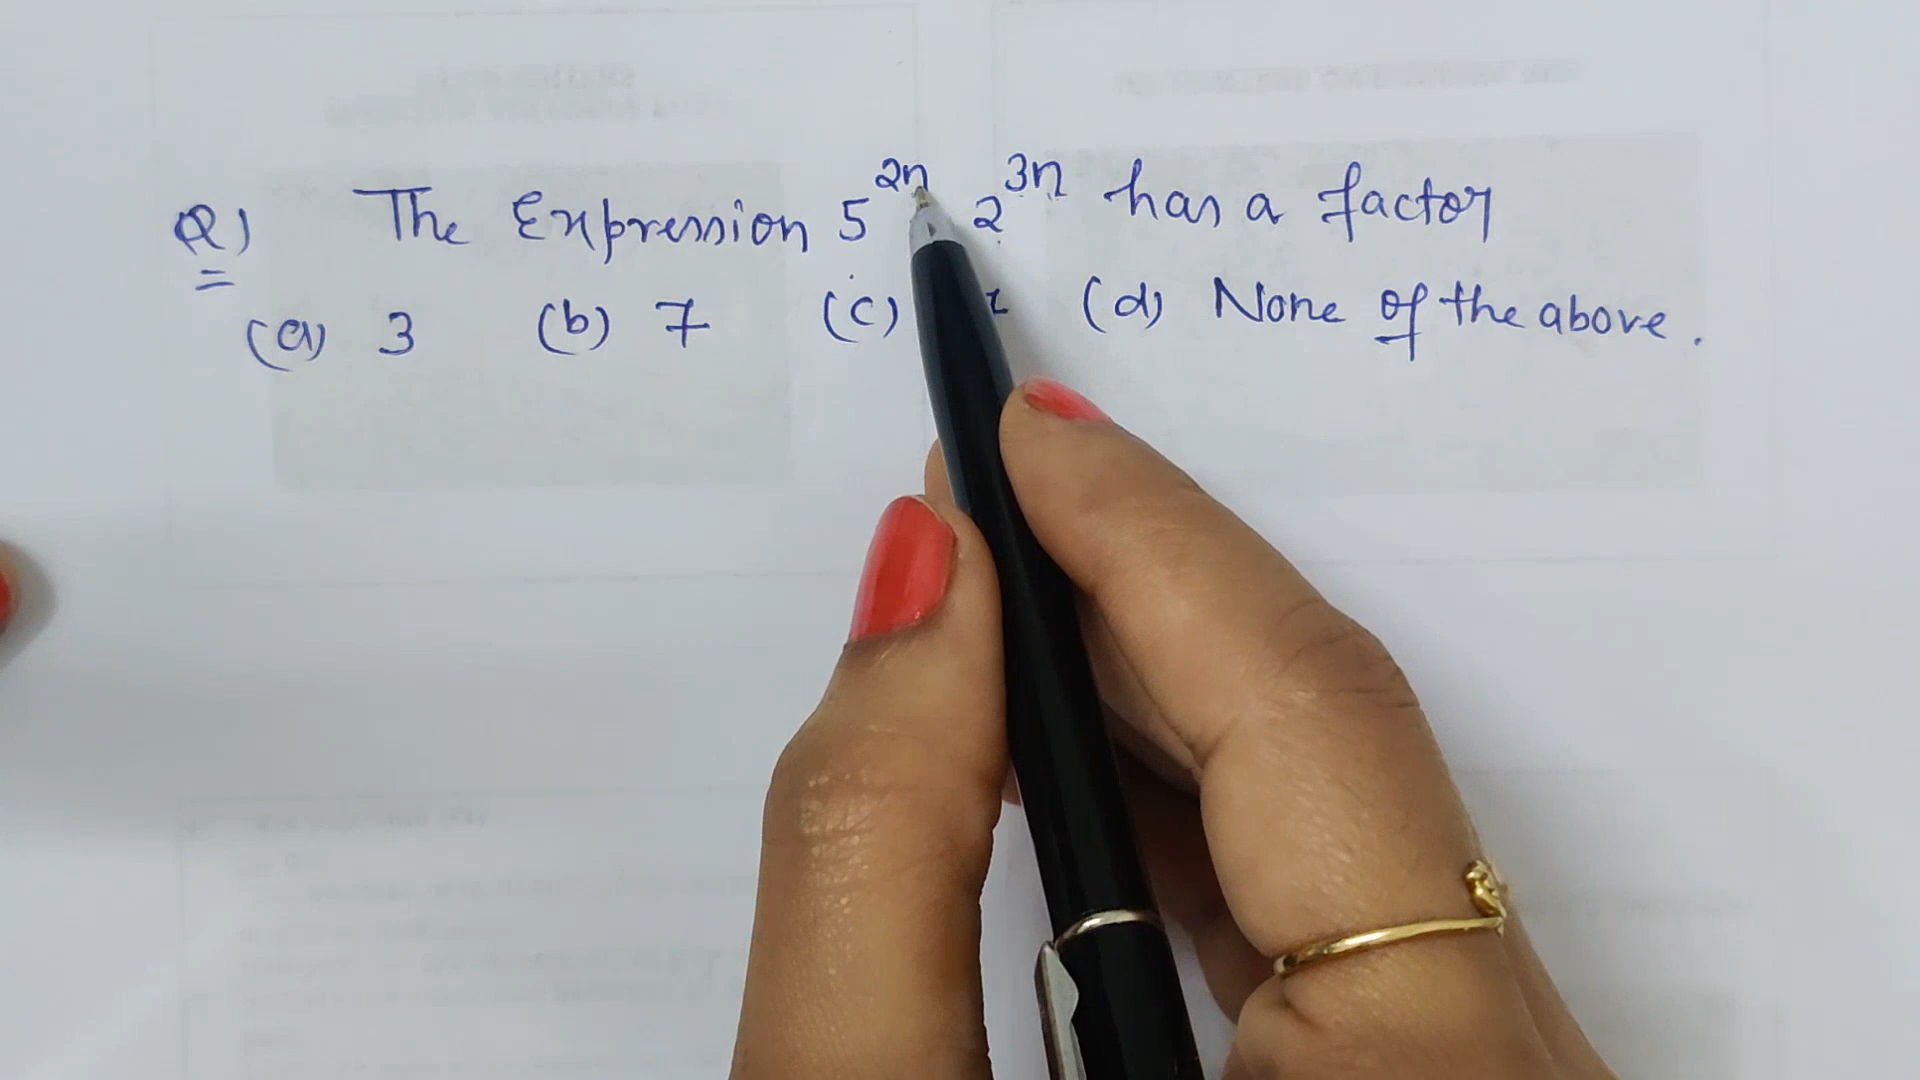 Q) The Expression 5^2n 2^3n has a factor
(a) 3 (b) 7 (c) (d) None of the above.